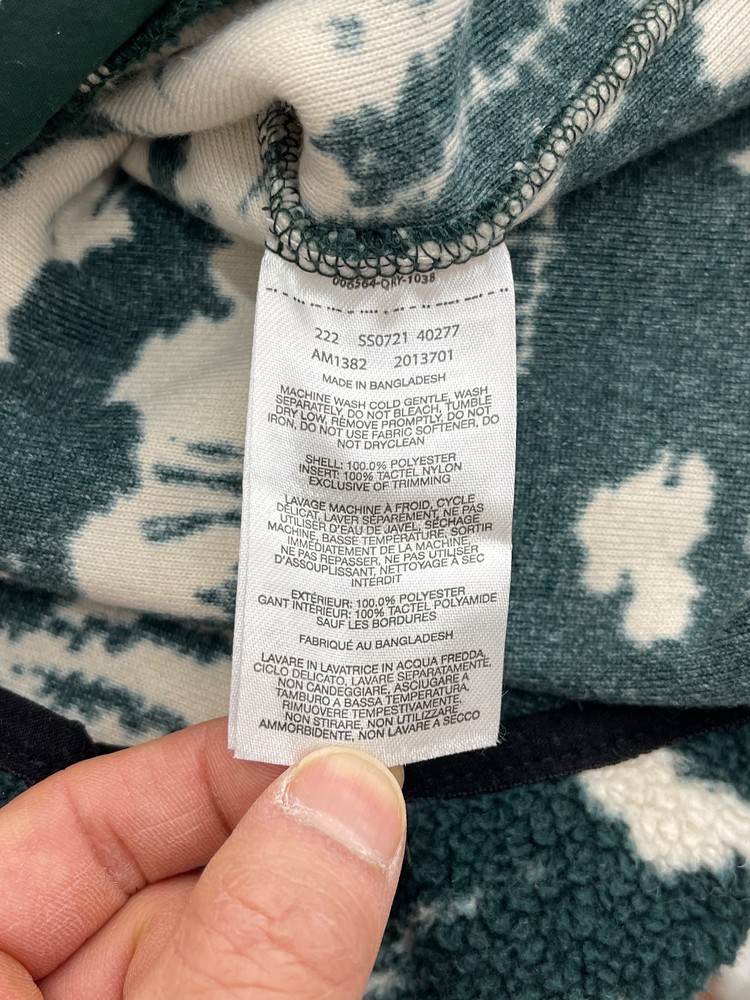 006564-QRY-1038
222 SS0721 40277
AM1382 2013701
MADE IN BANGLADESH
MACHINE WASH COLD GENTLE, WASH
SEPARATELY, DO NOT BLEACH, TUMBLE
DRY LOW, REMOVE PROMPTLY, DO NOT
IRON, DO NOT USE FABRIC SOFTENER, DO
NOT DRYCLEAN
SHELL: 100.0% POLYESTER
INSERT: 100% TACTEL NYLON
EXCLUSIVE OF TRIMMING
LAVAGE MACHINE À FROID, CYCLE
DÉLICAT, LAVER SÉPARÉMENT, NE PAS
UTILISER D'EAU DE JAVEL, SÉCHAGE
MACHINE, BASSE TEMPÉRATURE, SORTIR
IMMÉDIATEMENT DE LA MACHINE,
NE PAS REPASSER, NE PAS UTILISER
D'ASSOUPLISSANT, NETTOYAGE À SEC
INTERDIT
EXTÉRIEUR: 100.0% POLYESTER
GANT INTÉRIEUR: 100% TACTEL POLYAMIDE
SAUF LES BORDURES
FABRIQUÉ AU BANGLADESH
LAVARE IN LAVATRICE IN ACQUA FREDDA,
CICLO DELICATO, LAVARE SEPARATAMENTE,
NON CANDEGGIARE, ASCIUGARE A
TAMBURO A BASSA TEMPERATURA,
RIMUOVERE TEMPESTIVAMENTE,
NON STIRARE, NON UTILIZZARE
AMMORBIDENTE, NON LAVARE A SECCO